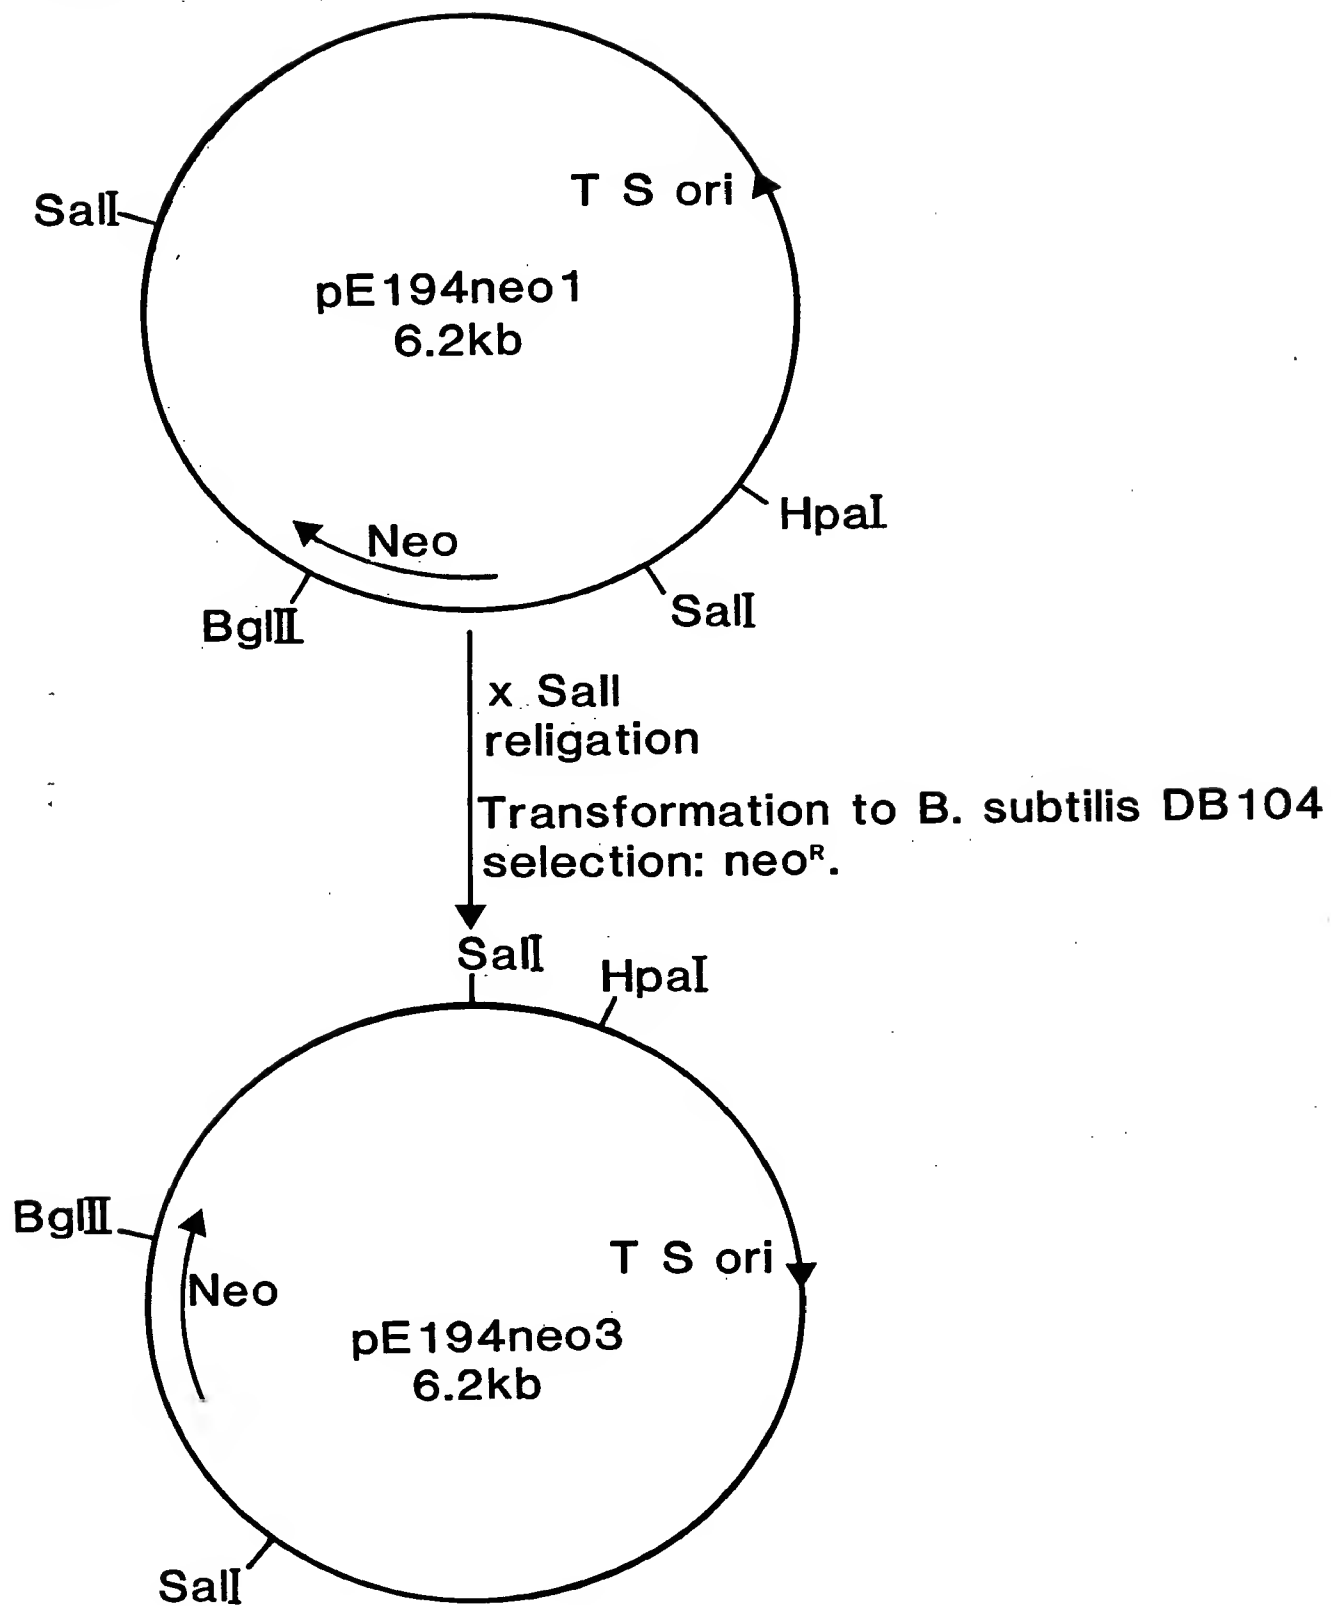 T S ori
SalI
pE194neo1
6.2kb
HpaI
Neo
SalI
BglII
x SalI
religation
Transformation to B. subtilis DB104
selection: neoᴿ.
SalI
HpaI
BglII
T S ori
Neo
pE194neo3
6.2kb
SalI